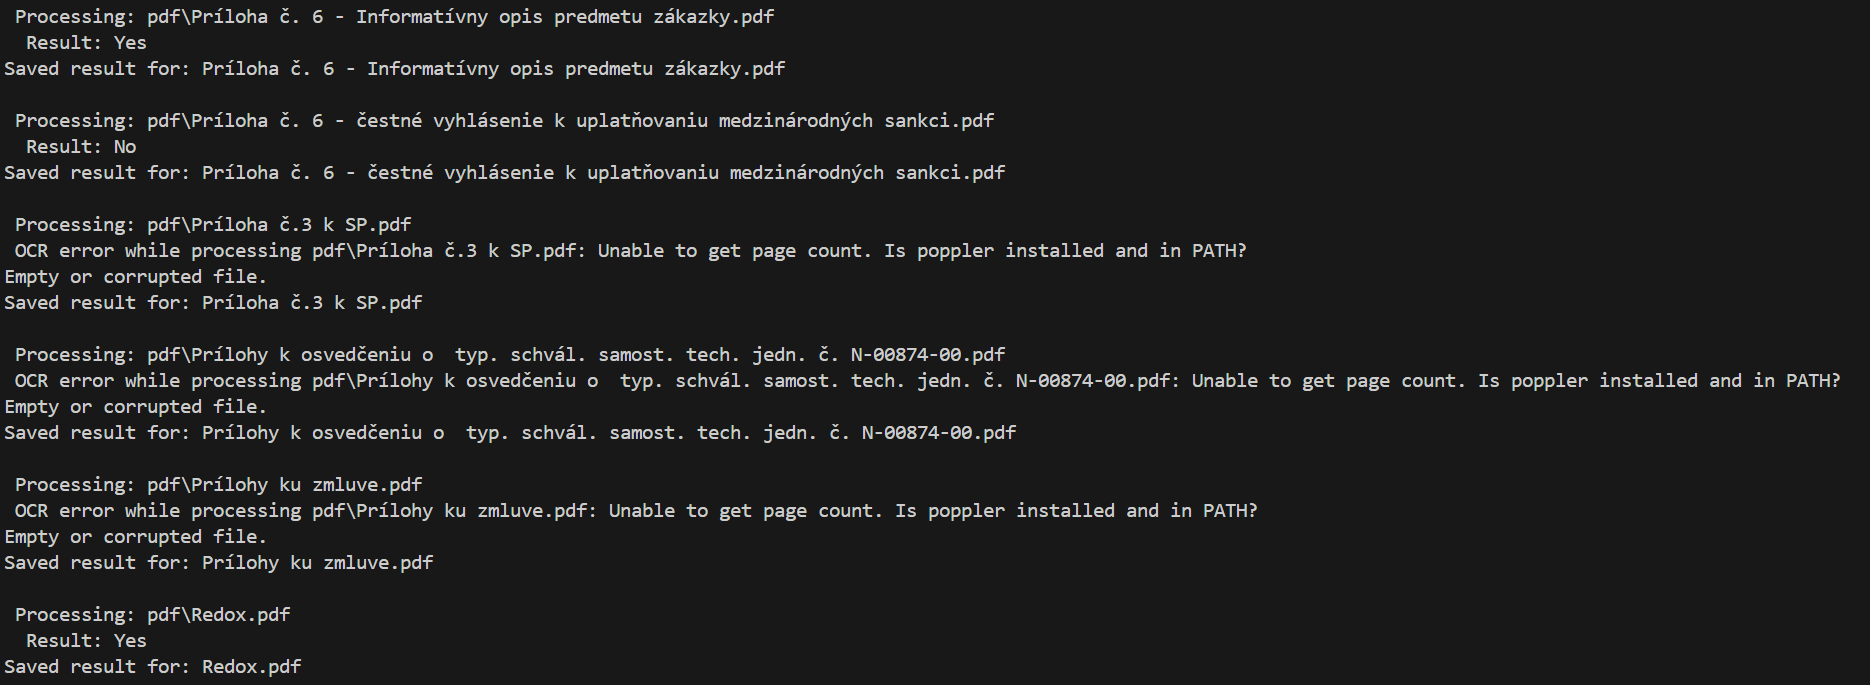 Processing: pdf\Príloha č. 6 - Informatívny opis predmetu zákazky.pdf
Result: Yes
Saved result for: Príloha č. 6 - Informatívny opis predmetu zákazky.pdf
Processing: pdf\Príloha č. 6 - čestné vyhlásenie k uplatňovaniu medzinárodných sankci.pdf
Result: No
Saved result for: Príloha č. 6 - čestné vyhlásenie k uplatňovaniu medzinárodných sankci.pdf
Processing: pdf\Príloha č.3 k SP.pdf
OCR error while processing pdf\Príloha č.3 k SP.pdf: Unable to get page count. Is poppler installed and in PATH?
Empty or corrupted file.
Saved result for: Príloha č.3 k SP.pdf
Processing: pdf\Prílohy k osvedčeniu o  typ. schvál. samost. tech. jedn. č. N-00874-00.pdf
OCR error while processing pdf\Prílohy k osvedčeniu o  typ. schvál. samost. tech. jedn. č. N-00874-00.pdf: Unable to get page count. Is poppler installed and in PATH?
Empty or corrupted file.
Saved result for: Prílohy k osvedčeniu o  typ. schvál. samost. tech. jedn. č. N-00874-00.pdf
Processing: pdf\Prílohy ku zmluve.pdf
OCR error while processing pdf\Prílohy ku zmluve.pdf: Unable to get page count. Is poppler installed and in PATH?
Empty or corrupted file.
Saved result for: Prílohy ku zmluve.pdf
Processing: pdf\Redox.pdf
Result: Yes
Saved result for: Redox.pdf